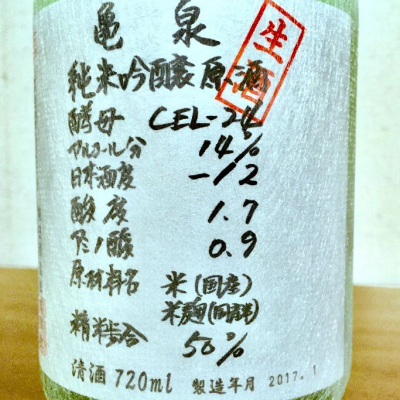 亀泉
生酒
純米吟醸原酒
酵母 CEL-24
アルコール分 14%
日本酒度 -12
酸度 1.7
アミノ酸 0.9
原材料名 米(国産)
米麹(国産米)
精米歩合 50%
清酒 720ml 製造年月 2017.1